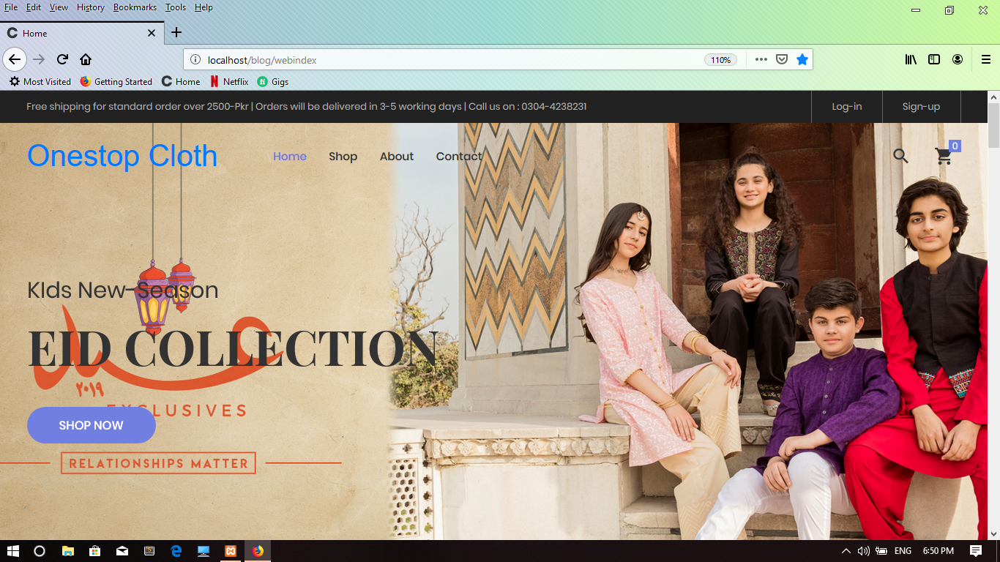 File Edit View History Bookmarks Tools Help
Home
localhost/blog/webindex 110%
Most Visited Getting Started Home Netflix Gigs
Free shipping for standard order over 2500-Pkr | Orders will be delivered in 3-5 working days | Call us on : 0304-4238231 Log-in Sign-up
Onestop Cloth Home Shop About Contact 0
KIds New-Season
EID COLLECTION
عید
۲۰۱۹
SHOP NOW
RELATIONSHIPS MATTER
ENG 6:50 PM